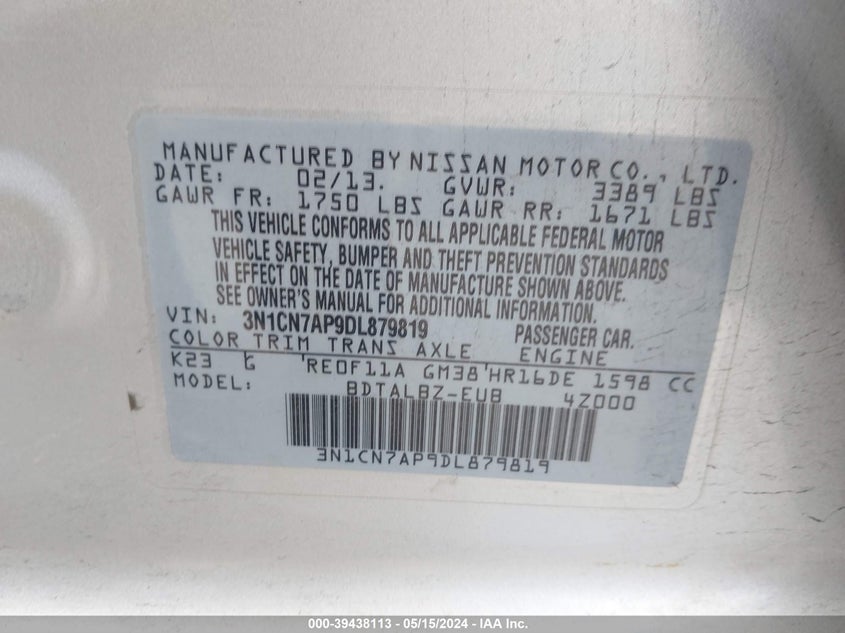 MANUFACTURED BY NISSAN MOTOR CO., LTD.
DATE: 02/13. GVWR: 3389 LBS
GAWR FR: 1750 LBS GAWR RR: 1671 LBS
THIS VEHICLE CONFORMS TO ALL APPLICABLE FEDERAL MOTOR
VEHICLE SAFETY, BUMPER AND THEFT PREVENTION STANDARDS
IN EFFECT ON THE DATE OF MANUFACTURE SHOWN ABOVE.
SEE OWNER'S MANUAL FOR ADDITIONAL INFORMATION.
VIN: 3N1CN7AP9DL879819 PASSENGER CAR.
COLOR TRIM TRANS AXLE ENGINE
K23 G RE0F11A GM38 HR16DE 1598 CC
MODEL: BDTALBZ-EUB 4Z000
3N1CN7AP9DL879819
000-39438113 - 05/15/2024 - IAA Inc.